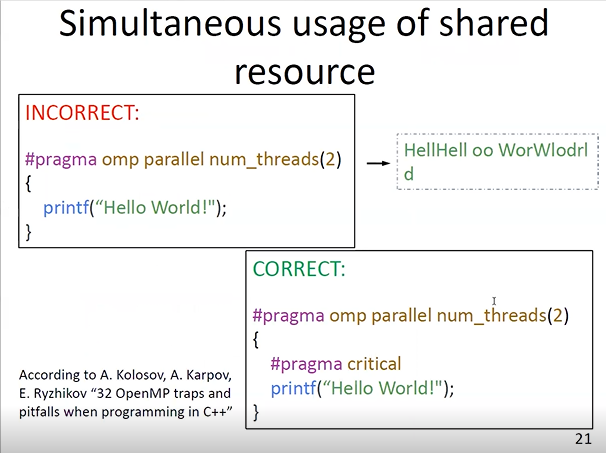 Simultaneous usage of shared
resource
INCORRECT:
#pragma omp parallel num_threads(2)
{
printf(“Hello World!");
}
HellHell oo WorWlodrl
d
CORRECT:
#pragma omp parallel num_threads(2)
{
#pragma critical
printf(“Hello World!");
}
According to A. Kolosov, A. Karpov,
E. Ryzhikov “32 OpenMP traps and
pitfalls when programming in C++”
21